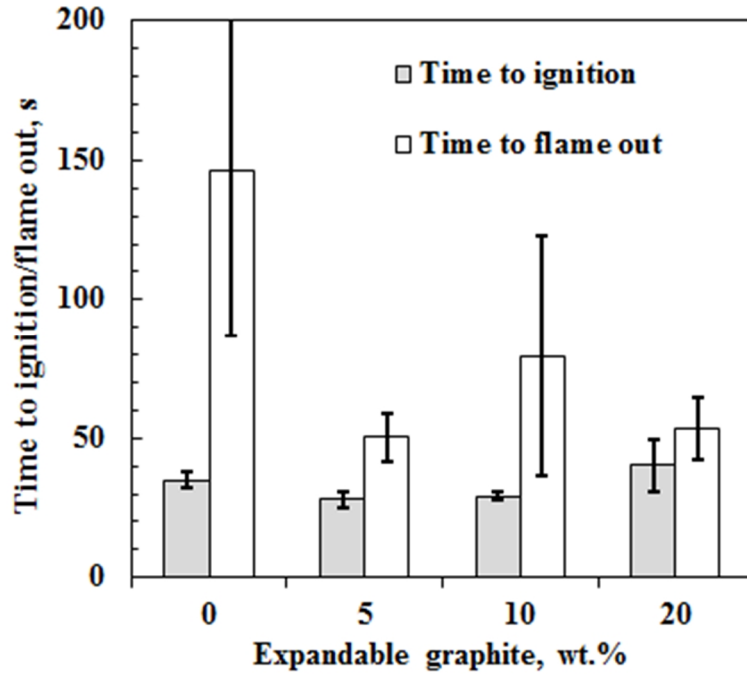 200
150
100
50
0
Time to ignition/flame out, s
Time to ignition
Time to flame out
0 5 10 20
Expandable graphite, wt.%